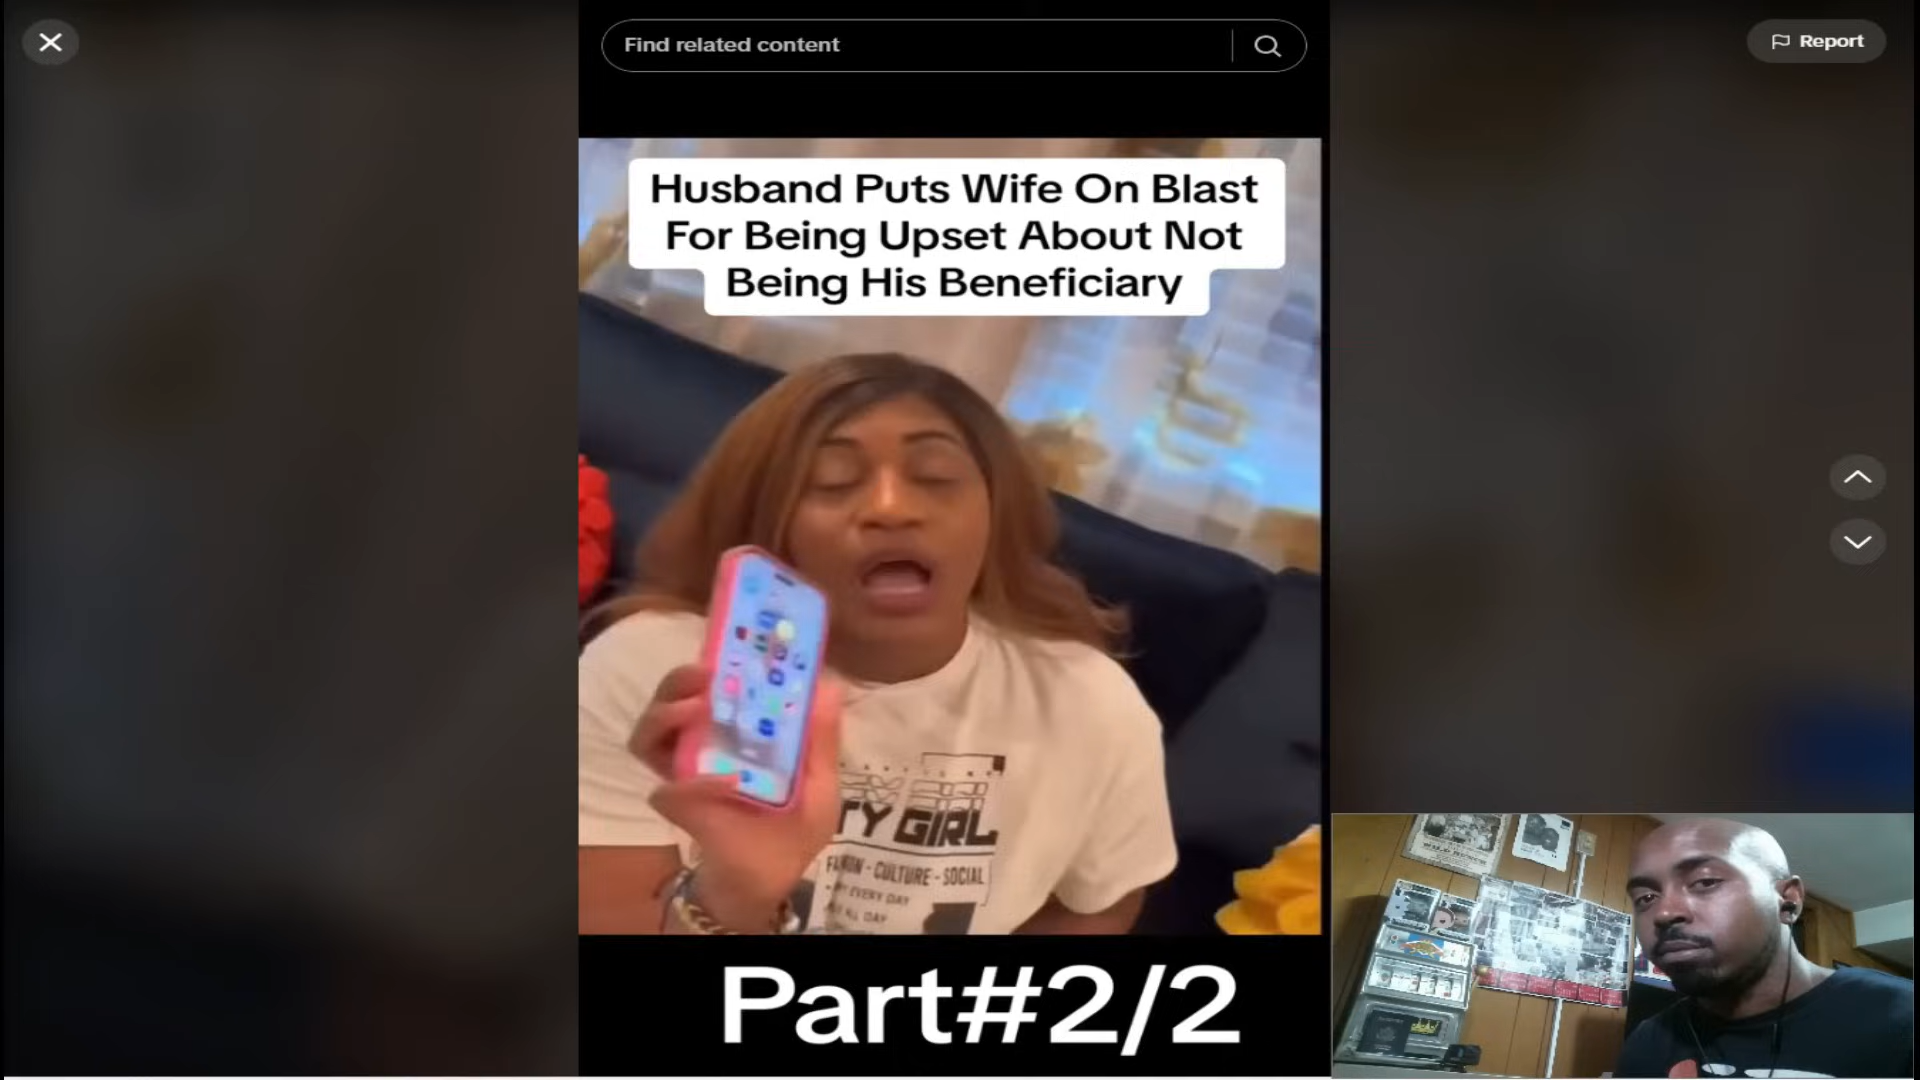 Find related content
Report
Husband Puts Wife On Blast
For Being Upset About Not
Being His Beneficiary
TY GIRL
FASHION - CULTURE - SOCIAL
EVERY DAY
ALL DAY
Part#2/2